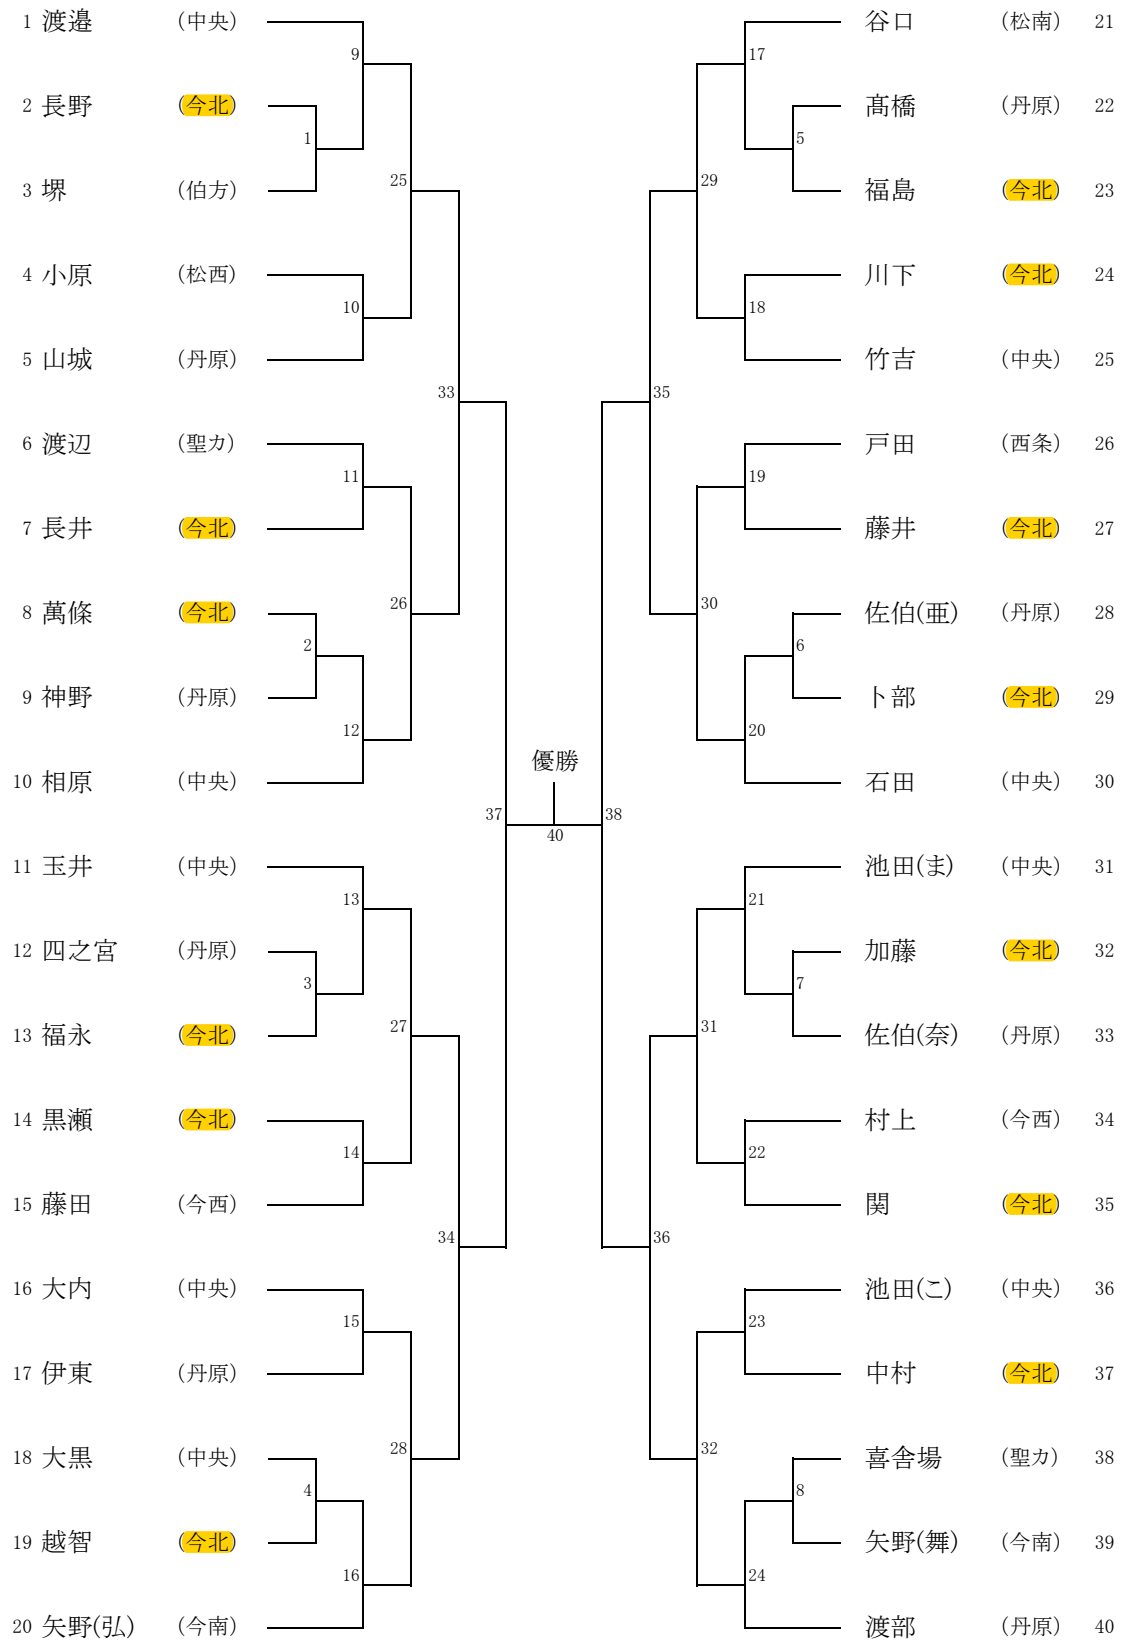 1 渡邉 (中央) 谷口 (松南) 21
9 17
2 長野 (今北) 髙橋 (丹原) 22
1 5
3 堺 (伯方) 25 29 福島 (今北) 23
4 小原 (松西) 川下 (今北) 24
10 18
5 山城 (丹原) 竹吉 (中央) 25
33 35
6 渡辺 (聖カ) 戸田 (西条) 26
11 19
7 長井 (今北) 藤井 (今北) 27
8 萬條 (今北) 26 30 佐伯(亜) (丹原) 28
2 6
9 神野 (丹原) 卜部 (今北) 29
12 20
優勝
10 相原 (中央) 石田 (中央) 30
37 38
40
11 玉井 (中央) 池田(ま) (中央) 31
13 21
12 四之宮 (丹原) 加藤 (今北) 32
3 7
13 福永 (今北) 27 31 佐伯(奈) (丹原) 33
14 黒瀬 (今北) 村上 (今西) 34
14 22
15 藤田 (今西) 関 (今北) 35
34 36
16 大内 (中央) 池田(こ) (中央) 36
15 23
17 伊東 (丹原) 中村 (今北) 37
18 大黒 (中央) 28 32 喜舎場 (聖カ) 38
4 8
19 越智 (今北) 矢野(舞) (今南) 39
16 24
20 矢野(弘) (今南) 渡部 (丹原) 40